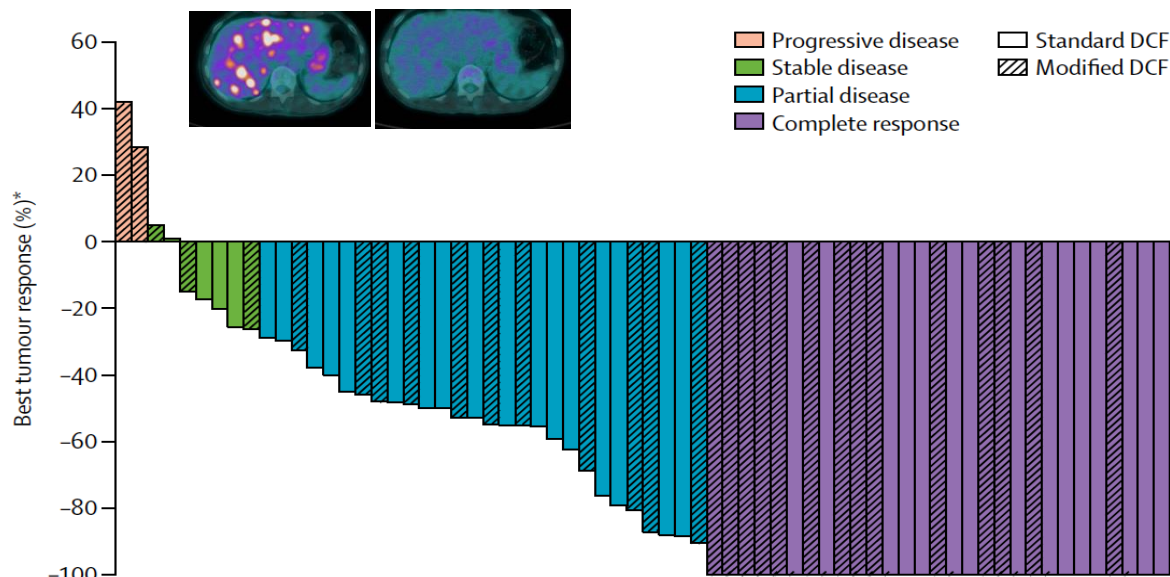 Progressive disease
Stable disease
Partial disease
Complete response
Standard DCF
Modified DCF
Best tumour response (%)*
60
40
20
0
–20
–40
–60
–80
–100